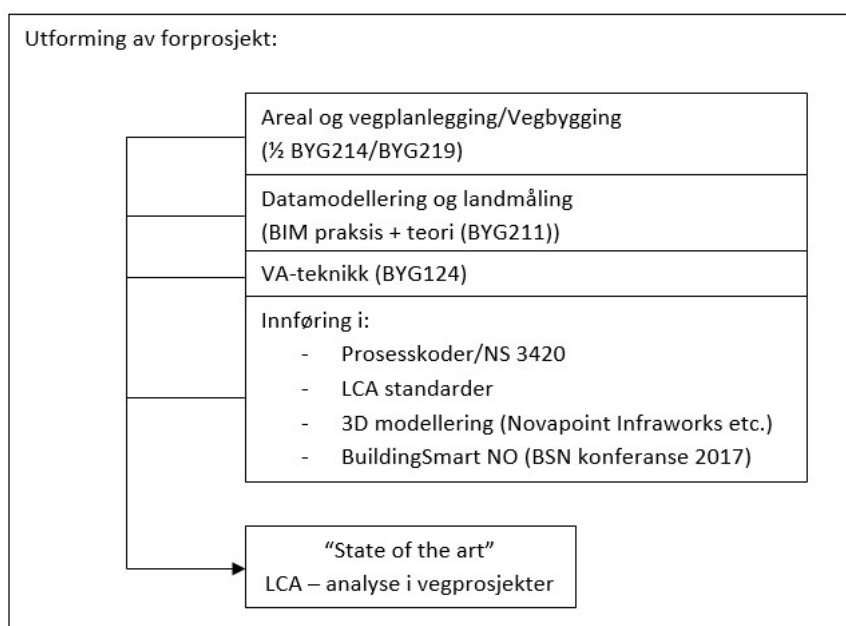 Utforming av forprosjekt:
Areal og vegplanlegging/Vegbygging
(½ BYG214/BYG219)
Datamodellering og landmåling
(BIM praksis + teori (BYG211))
VA-teknikk (BYG124)
Innføring i:
- Prosesskoder/NS 3420
- LCA standarder
- 3D modellering (Novapoint Infraworks etc.)
- BuildingSmart NO (BSN konferanse 2017)
“State of the art”
LCA – analyse i vegprosjekter